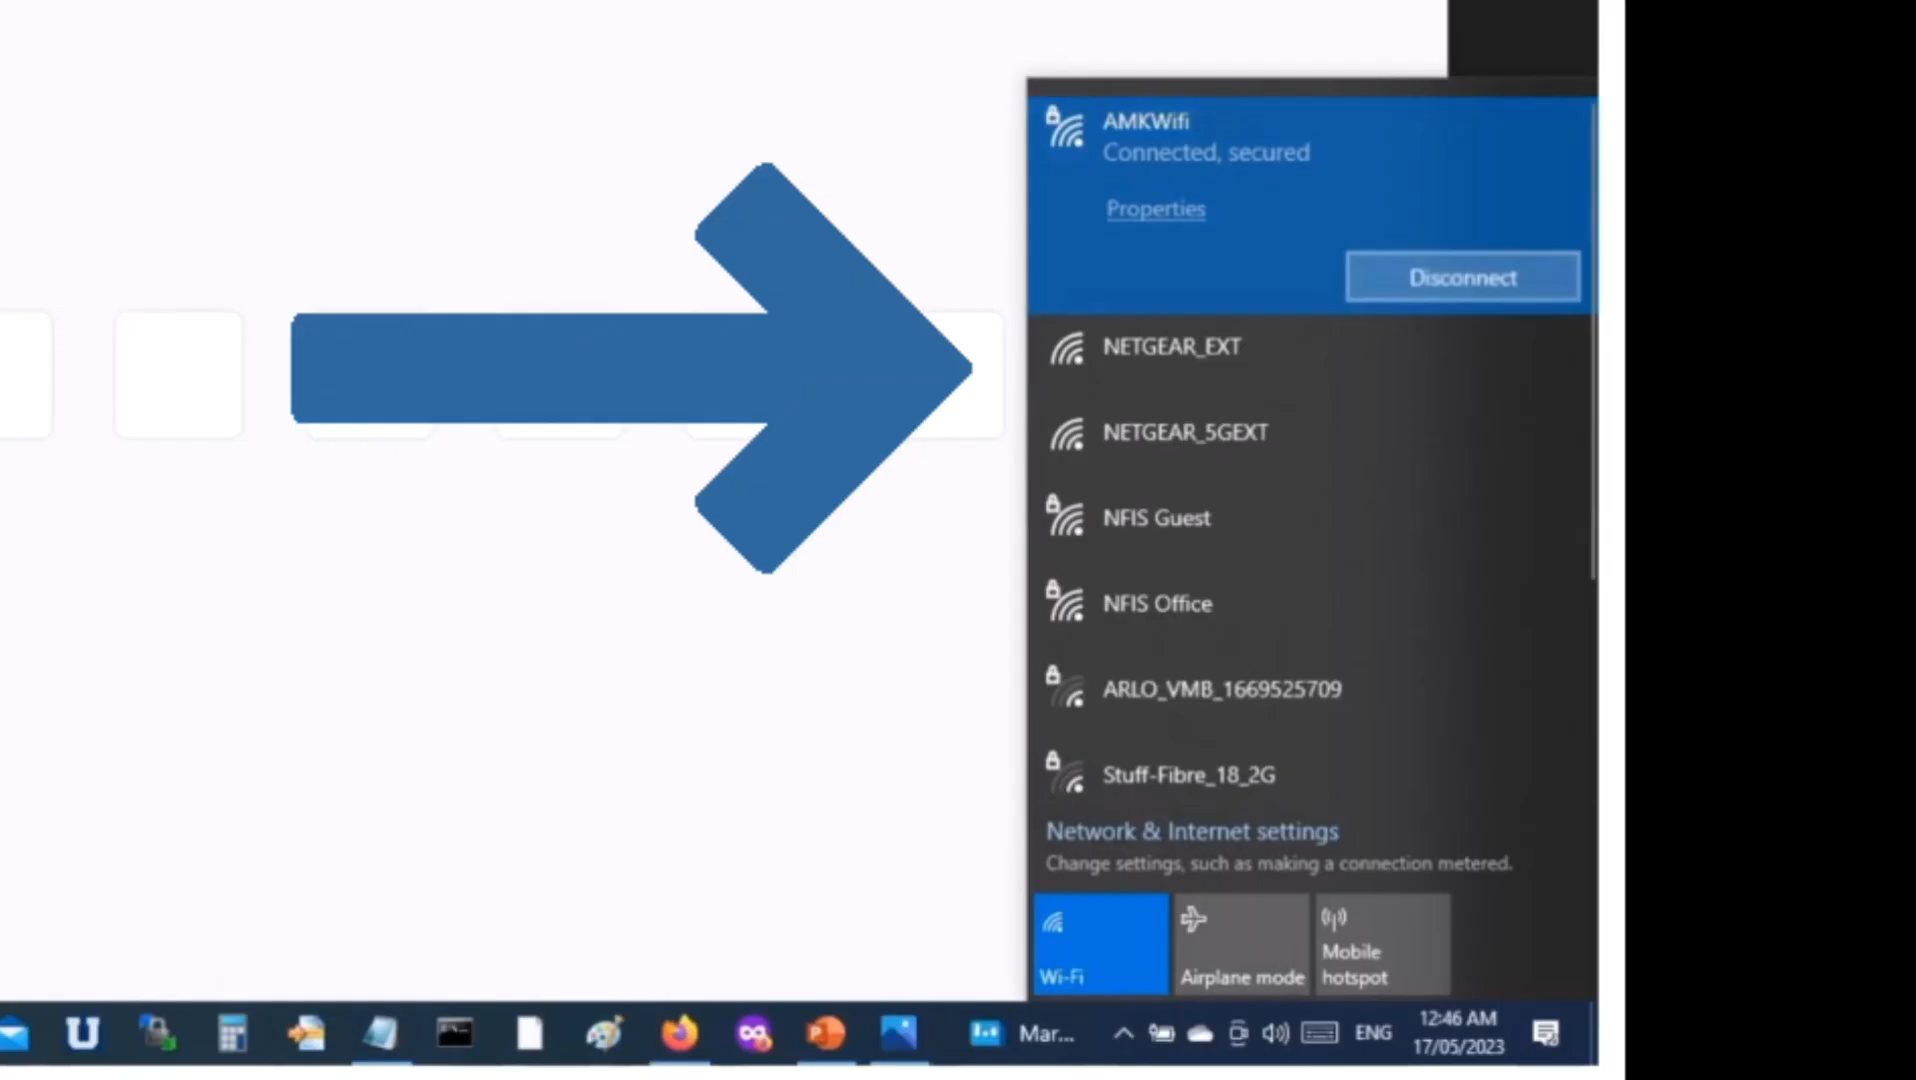 AMKWifi
Connected, secured
Properties
Disconnect
NETGEAR_EXT
NETGEAR_5GEXT
NFIS Guest
NFIS Office
ARLO_VMB_1669525709
Stuff-Fibre_18_2G
Network & Internet settings
Change settings, such as making a connection metered.
Wi-Fi
Airplane mode
Mobile
hotspot
Mar...
ENG
12:46 AM
17/05/2023